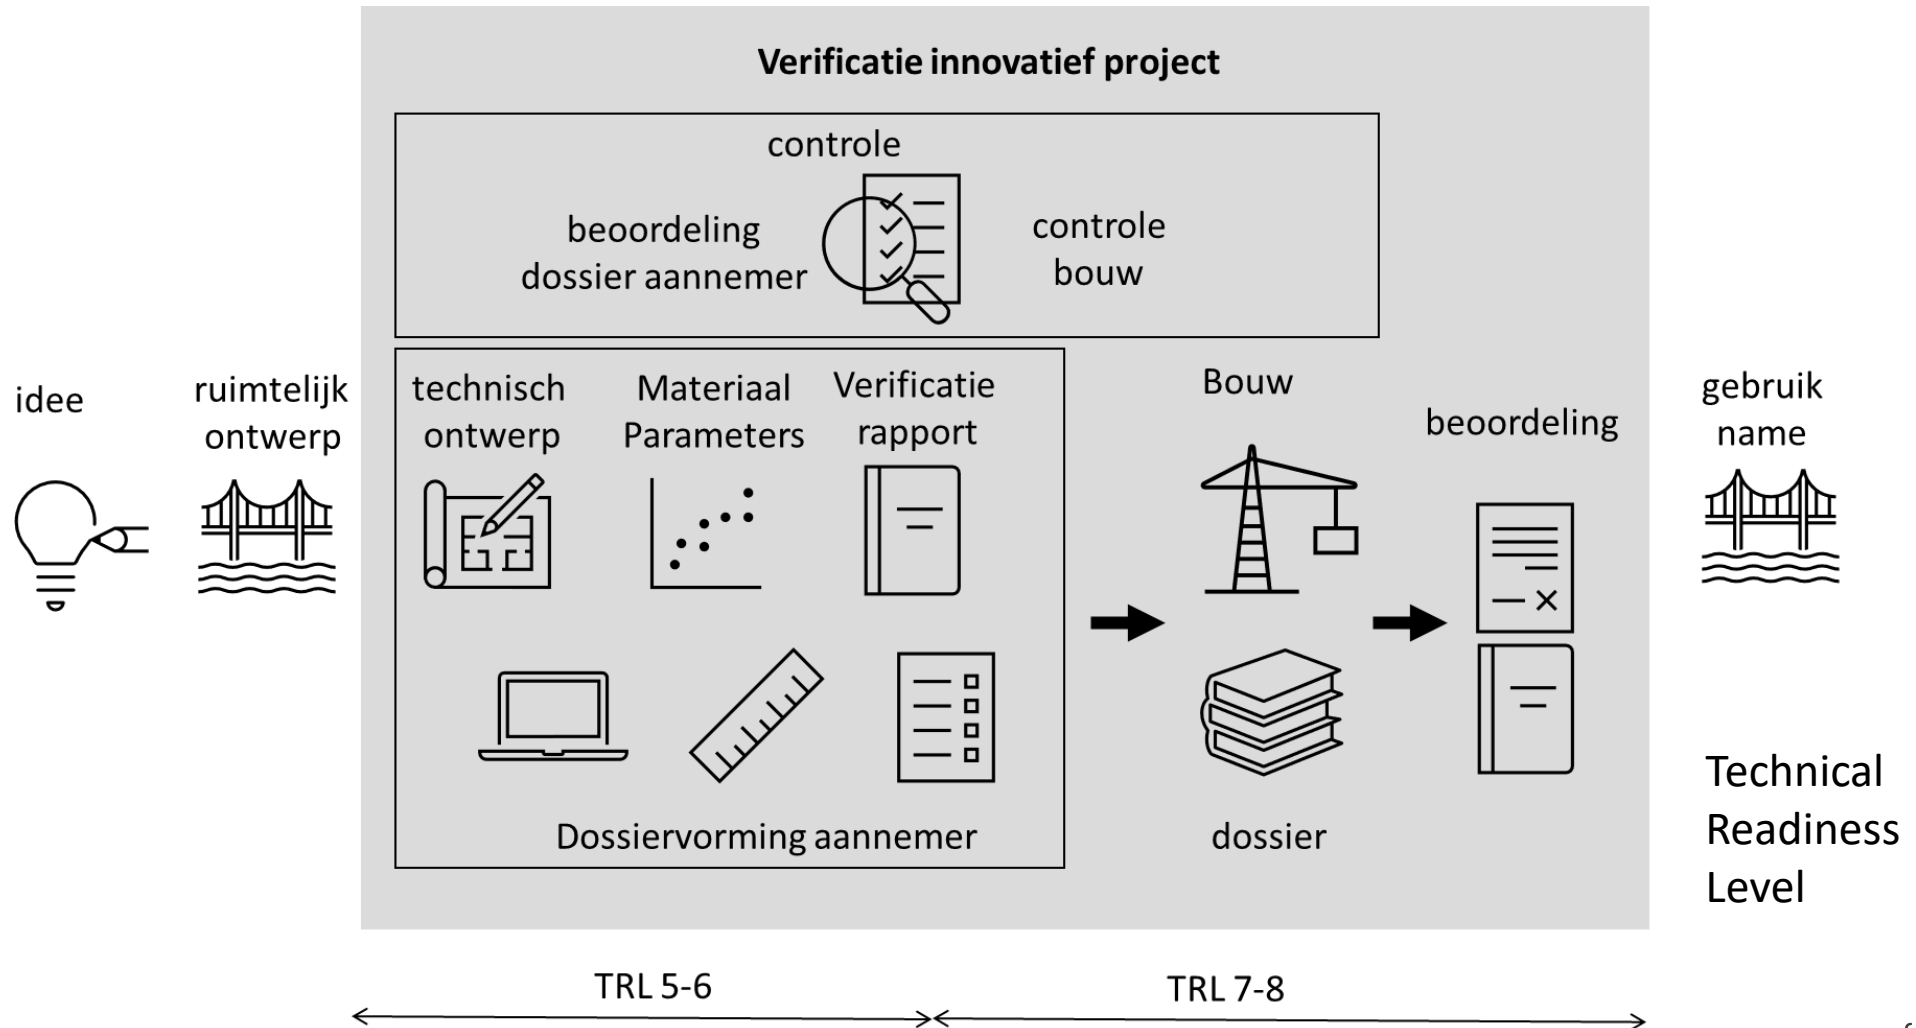 Verificatie innovatief project
controle
beoordeling
dossier aannemer
controle
bouw
idee
ruimtelijk
ontwerp
technisch
ontwerp
Materiaal
Parameters
Verificatie
rapport
Bouw
beoordeling
gebruik
name
Dossiervorming aannemer
dossier
Technical
Readiness
Level
TRL 5-6
TRL 7-8